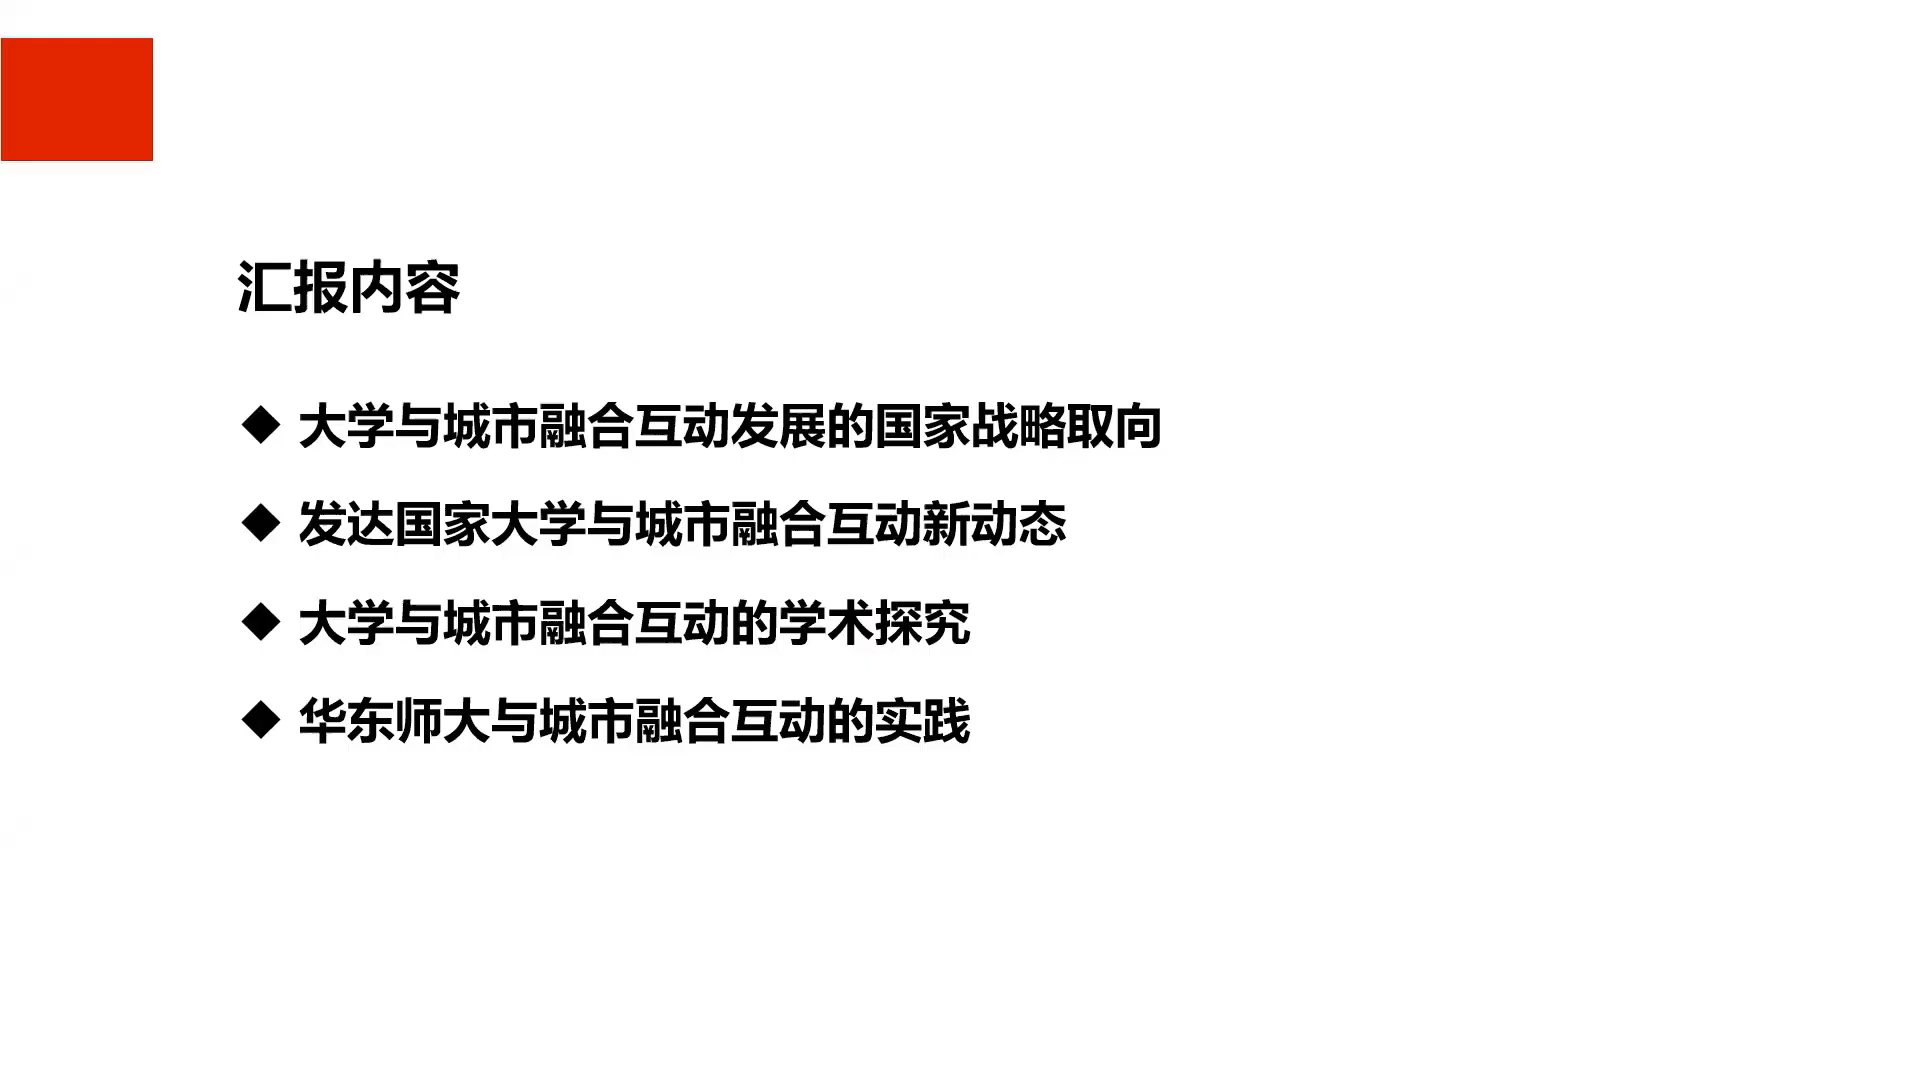 汇报内容
◆ 大学与城市融合互动发展的国家战略取向
◆ 发达国家大学与城市融合互动新动态
◆ 大学与城市融合互动的学术探究
◆ 华东师大与城市融合互动的实践